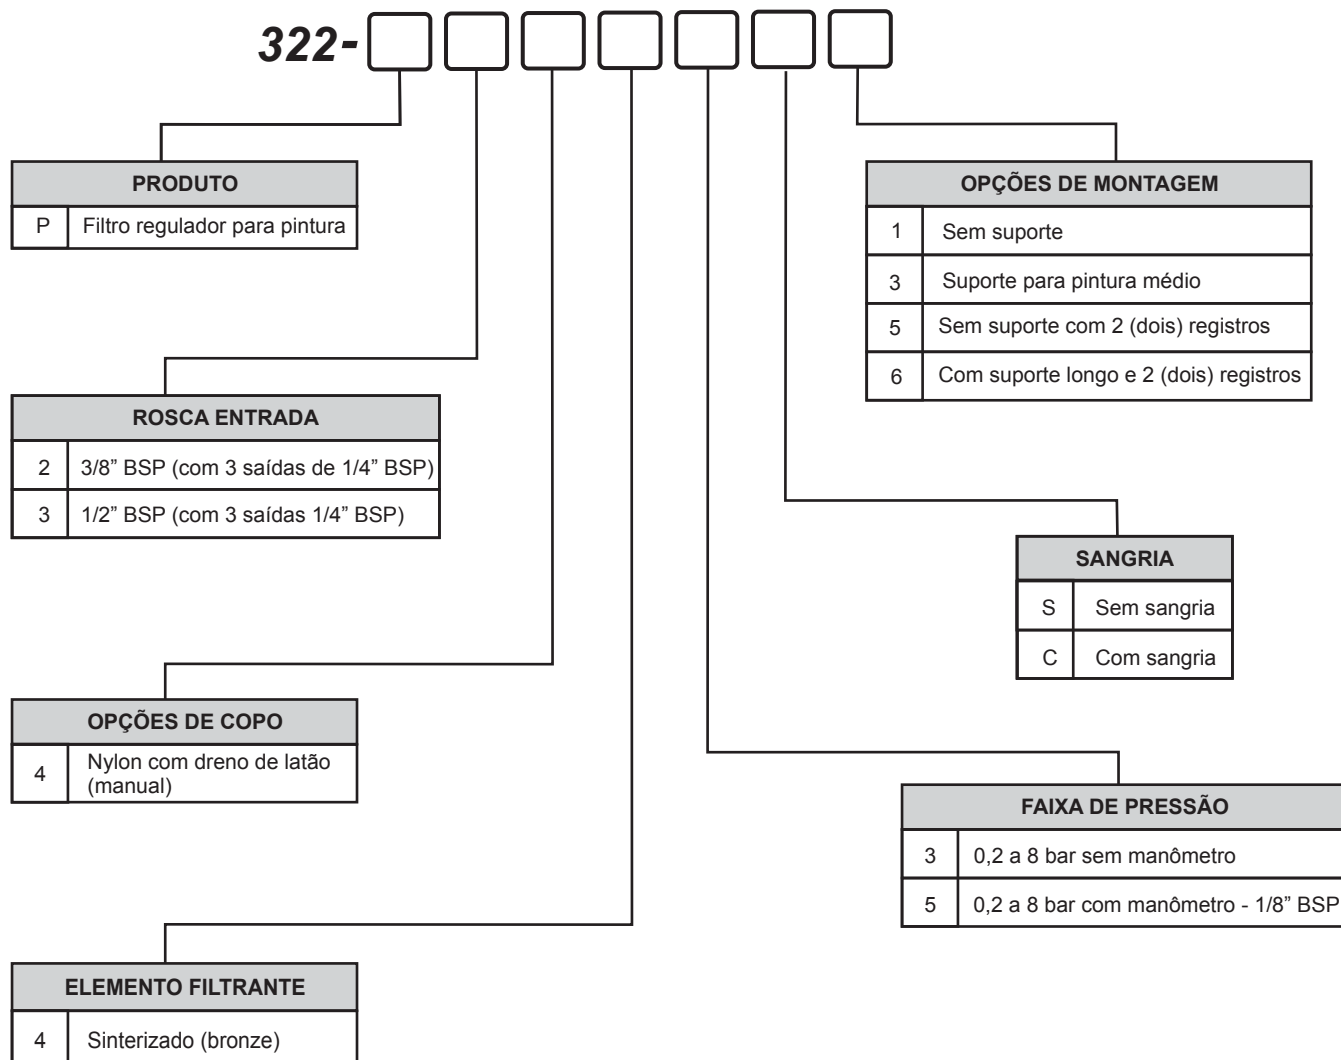 322-
PRODUTO
P Filtro regulador para pintura
ROSCA ENTRADA
2 3/8” BSP (com 3 saídas de 1/4” BSP)
3 1/2” BSP (com 3 saídas 1/4” BSP)
OPÇÕES DE COPO
4 Nylon com dreno de latão
(manual)
ELEMENTO FILTRANTE
4 Sinterizado (bronze)
OPÇÕES DE MONTAGEM
1 Sem suporte
3 Suporte para pintura médio
5 Sem suporte com 2 (dois) registros
6 Com suporte longo e 2 (dois) registros
SANGRIA
S Sem sangria
C Com sangria
FAIXA DE PRESSÃO
3 0,2 a 8 bar sem manômetro
5 0,2 a 8 bar com manômetro - 1/8” BSP